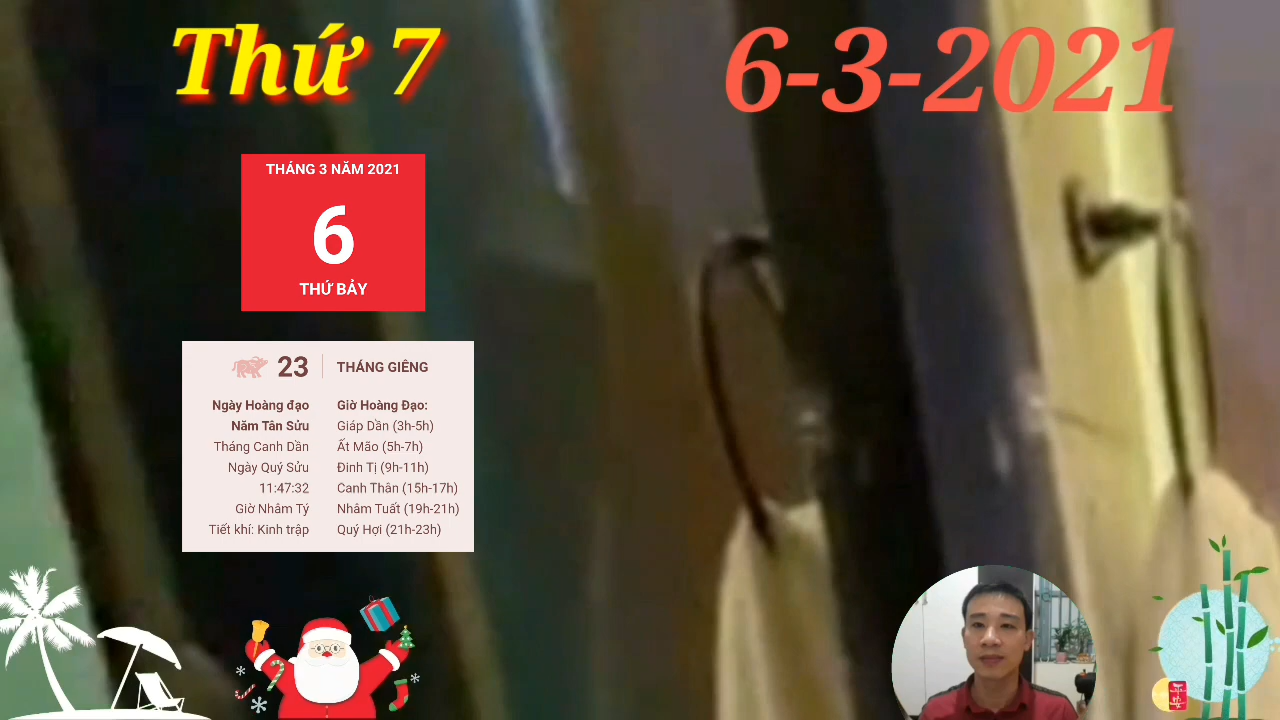 Thứ 7
6-3-2021
THÁNG 3 NĂM 2021
6
THỨ BẢY
23 THÁNG GIÊNG
Ngày Hoàng đạo
Năm Tân Sửu
Tháng Canh Dần
Ngày Quý Sửu
11:47:32
Giờ Nhâm Tý
Tiết khí: Kinh trập
Giờ Hoàng Đạo:
Giáp Dần (3h-5h)
Ất Mão (5h-7h)
Đinh Tị (9h-11h)
Canh Thân (15h-17h)
Nhâm Tuất (19h-21h)
Quý Hợi (21h-23h)